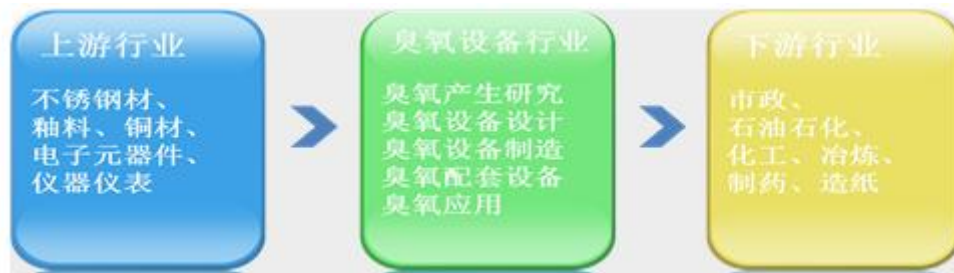 上游行业
不锈钢材、
釉料、铜材、
电子元器件、
仪器仪表
臭氧设备行业
臭氧产生研究
臭氧设备设计
臭氧设备制造
臭氧配套设备
臭氧应用
下游行业
市政、
石油石化、
化工、冶炼、
制药、造纸